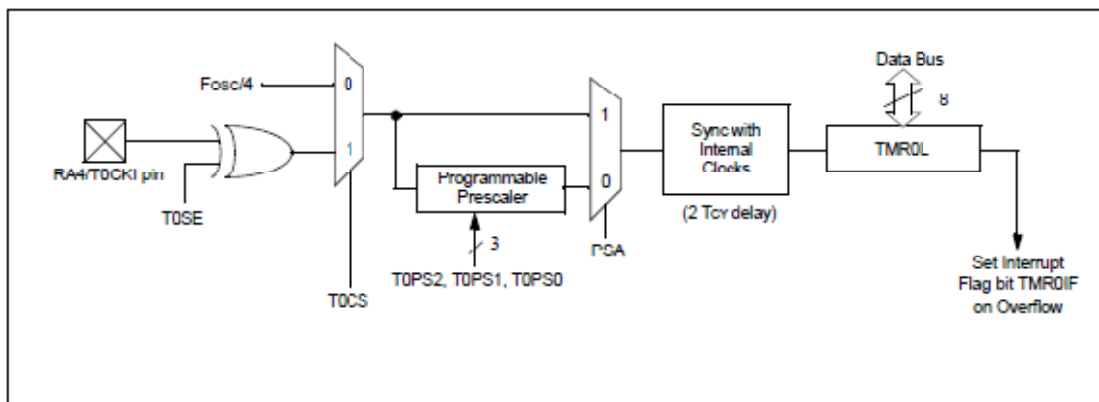 Fosc/4
0
1
RA4/T0CKI pin
T0SE
T0CS
Programmable
Prescaler
3
T0PS2, T0PS1, T0PS0
1
0
PSA
Sync with
Internal
Clocks
(2 TCY delay)
Data Bus
8
TMR0L
Set Interrupt
Flag bit TMR0IF
on Overflow